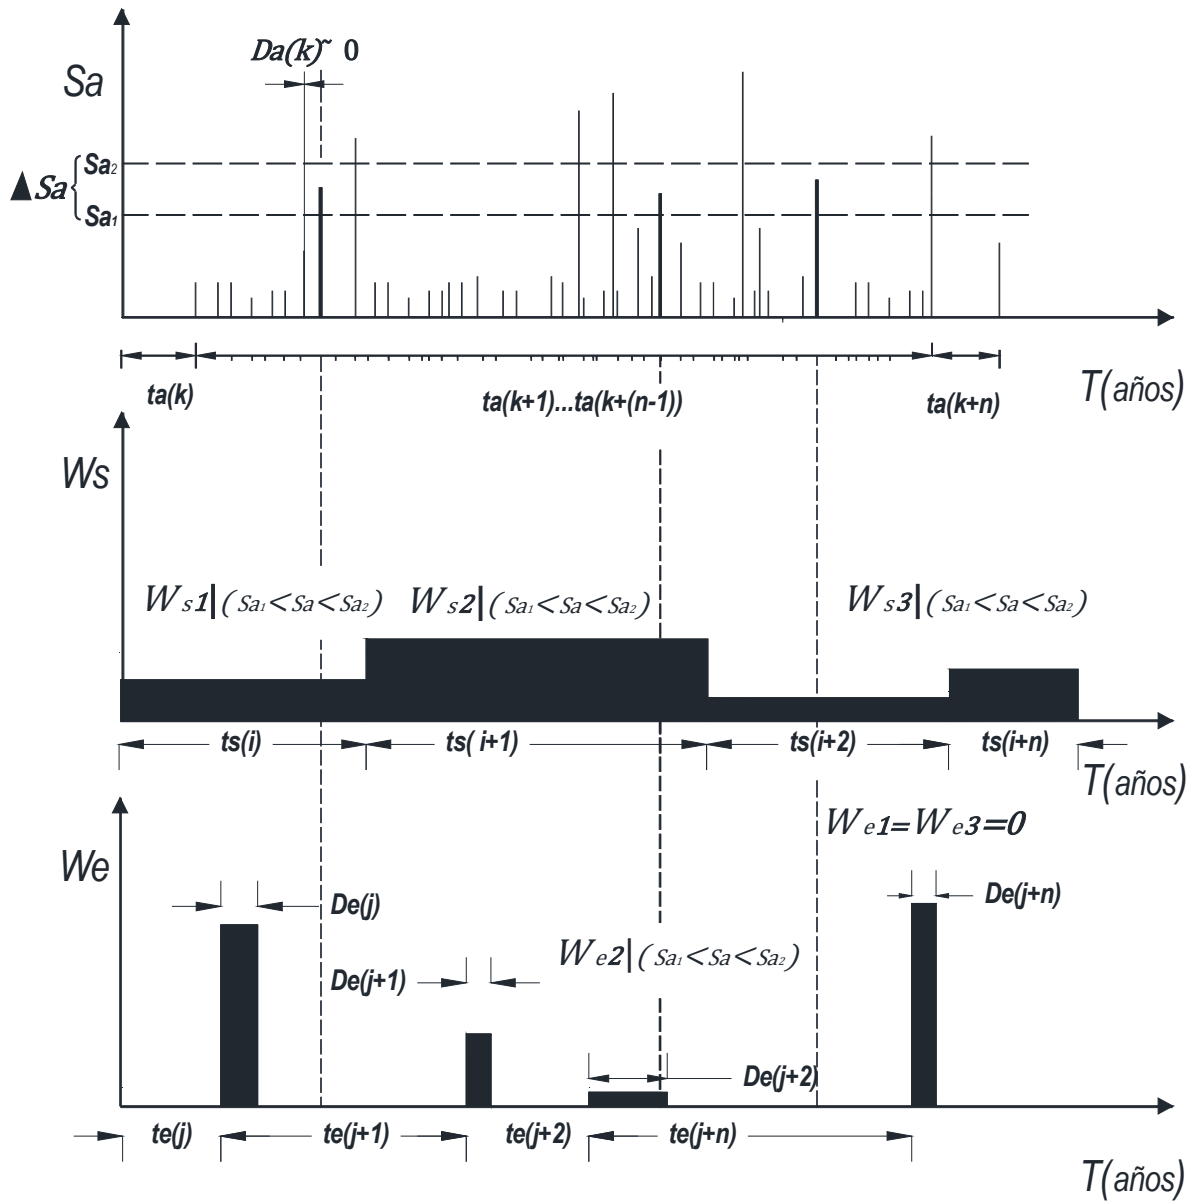 Da(k)~ 0
Sa
Sa2
▲Sa
Sa1
ta(k)
ta(k+1)...ta(k+(n-1))
ta(k+n)
T(años)
Ws
Ws1|(Sa1<Sa<Sa2)
Ws2|(Sa1<Sa<Sa2)
Ws3|(Sa1<Sa<Sa2)
ts(i)
ts( i+1)
ts(i+2)
ts(i+n)
T(años)
We1=We3=0
We
De(j)
De(j+n)
We2|(Sa1<Sa<Sa2)
De(j+1)
De(j+2)
te(j)
te(j+1)
te(j+2)
te(j+n)
T(años)